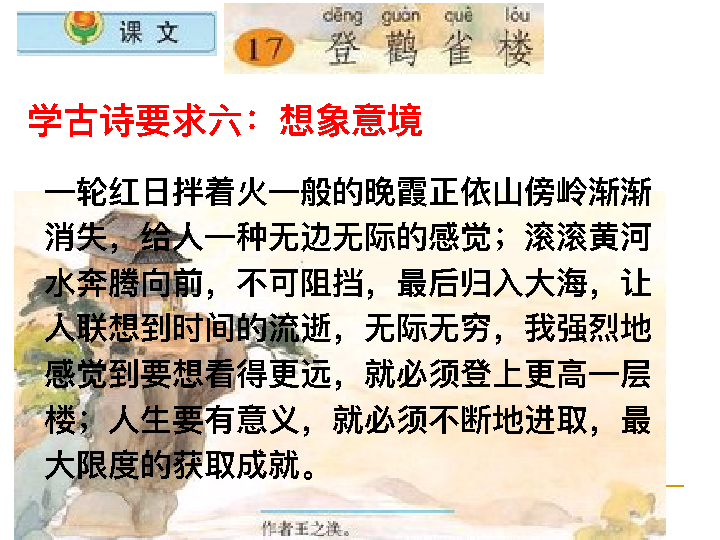 课 文
dēng guàn què lóu
17 登 鹳 雀 楼
学古诗要求六：想象意境
一轮红日拌着火一般的晚霞正依山傍岭渐渐
消失，给人一种无边无际的感觉；滚滚黄河
水奔腾向前，不可阻挡，最后归入大海，让
人联想到时间的流逝，无际无穷，我强烈地
感觉到要想看得更远，就必须登上更高一层
楼；人生要有意义，就必须不断地进取，最
大限度的获取成就。
作者王之涣。